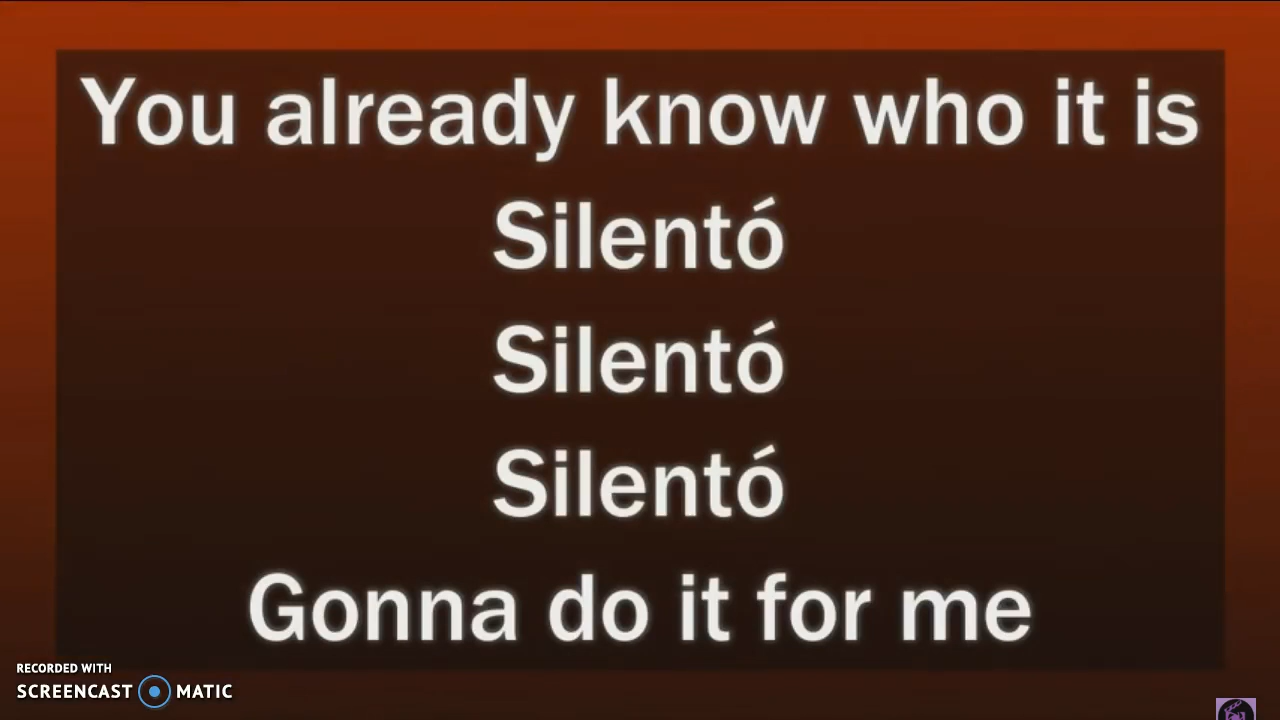 You already know who it is
Silentó
Silentó
Silentó
Gonna do it for me
RECORDED WITH
SCREENCAST MATIC